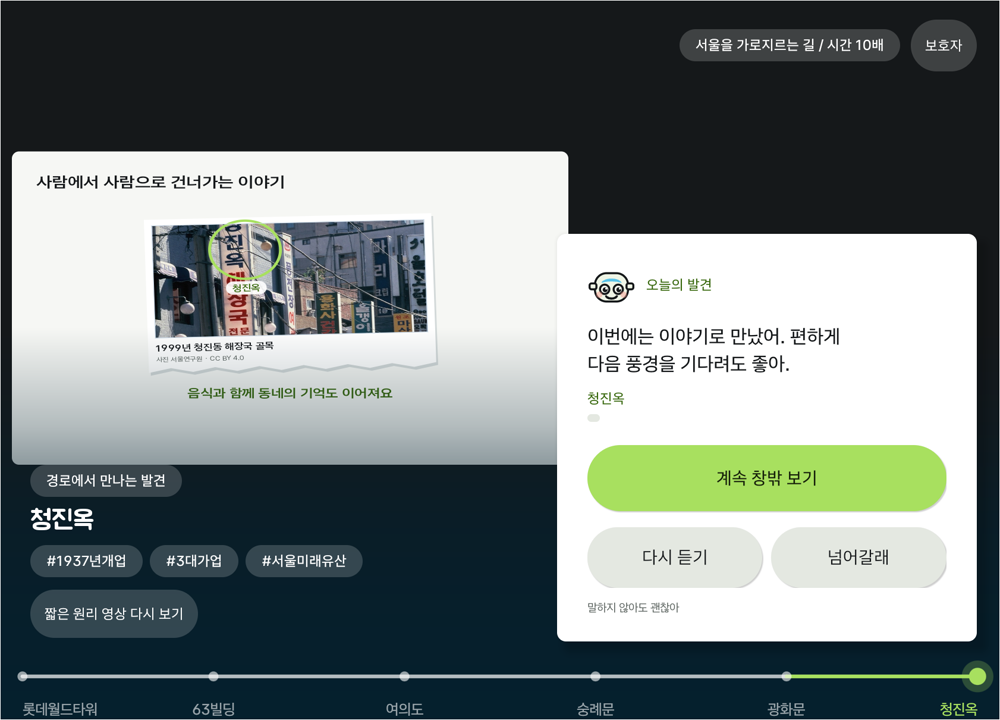 서울을 가로지르는 길 / 시간 10배
보호자
사람에서 사람으로 건너가는 이야기
청진옥
해장국
전문
청진옥
1999년 청진동 해장국 골목
사진 서울연구원 · CC BY 4.0
음식과 함께 동네의 기억도 이어져요
경로에서 만나는 발견
청진옥
#1937년개업
#3대가업
#서울미래유산
짧은 원리 영상 다시 보기
오늘의 발견
이번에는 이야기로 만났어. 편하게
다음 풍경을 기다려도 좋아.
청진옥
계속 창밖 보기
다시 듣기
넘어갈래
말하지 않아도 괜찮아
롯데월드타워
63빌딩
여의도
숭례문
광화문
청진옥